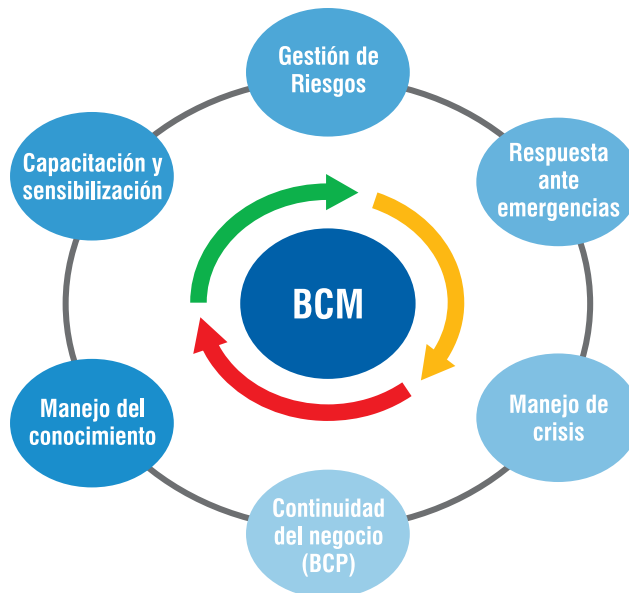 Gestión de
Riesgos
Respuesta
ante
emergencias
Manejo de
crisis
Continuidad
del negocio
(BCP)
Manejo del
conocimiento
Capacitación y
sensibilización
BCM